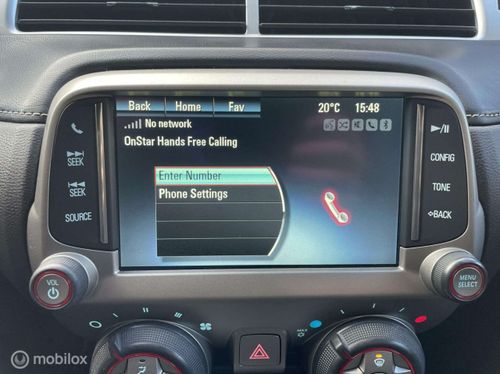 Back Home Fav 20°C 15:48
No network
OnStar Hands Free Calling
Enter Number
Phone Settings
SEEK
SEEK
SOURCE
CONFIG
TONE
BACK
VOL
MENU
SELECT
mobilox